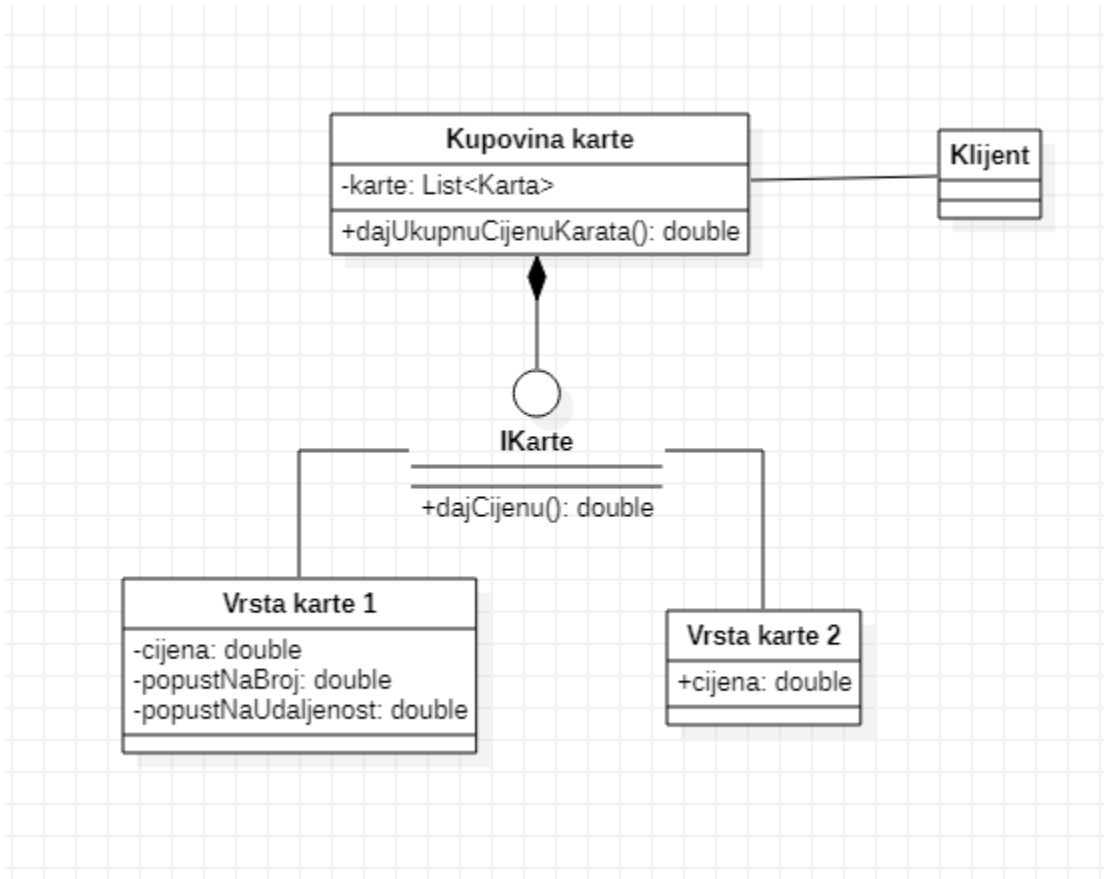 Kupovina karte
-karte: List<Karta>
+dajUkupnuCijenuKarata(): double
Klijent
IKarte
+dajCijenu(): double
Vrsta karte 1
-cijena: double
-popustNaBroj: double
-popustNaUdaljenost: double
Vrsta karte 2
+cijena: double